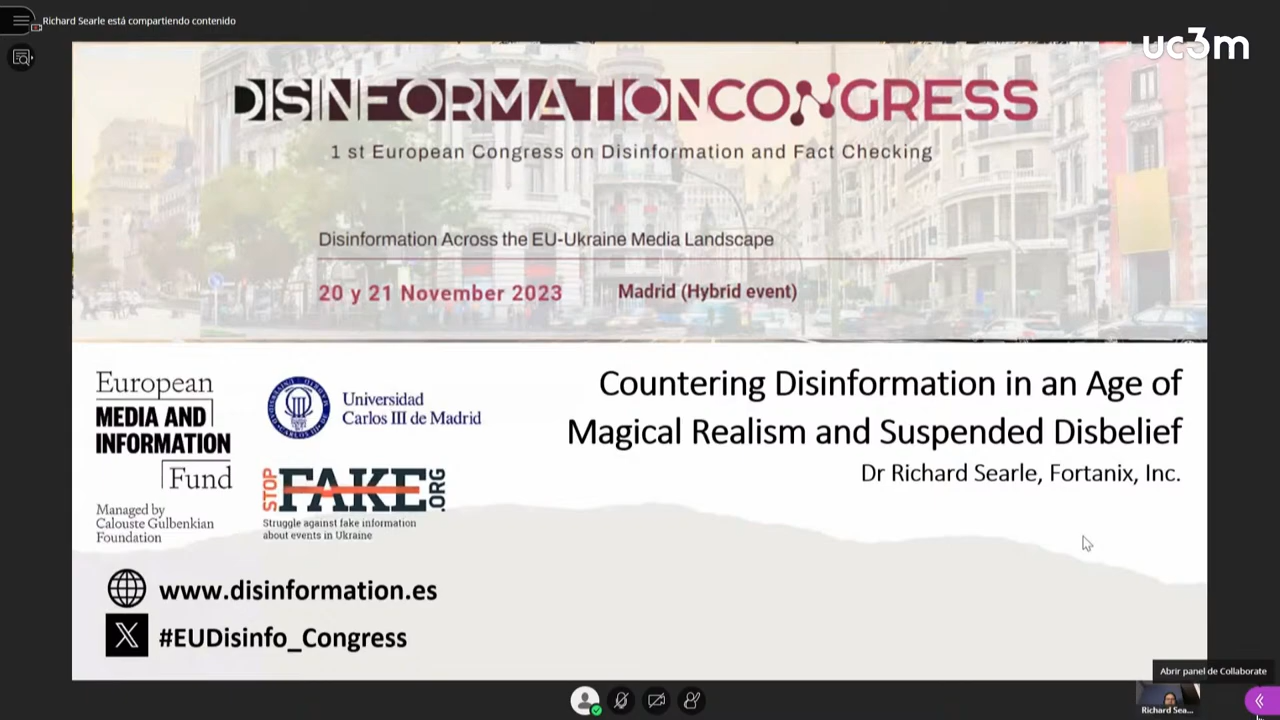 Richard Searle está compartiendo contenido
uc3m
DISINFORMATION CONGRESS
1 st European Congress on Disinformation and Fact Checking
Disinformation Across the EU-Ukraine Media Landscape
20 y 21 November 2023
Madrid (Hybrid event)
European
MEDIA AND
INFORMATION
Fund
Managed by
Calouste Gulbenkian
Foundation
Universidad
Carlos III de Madrid
STOP
FAKE
.ORG
Struggle against fake information
about events in Ukraine
Countering Disinformation in an Age of
Magical Realism and Suspended Disbelief
Dr Richard Searle, Fortanix, Inc.
www.disinformation.es
#EUDisinfo_Congress
Abrir panel de Collaborate
Richard Sea...